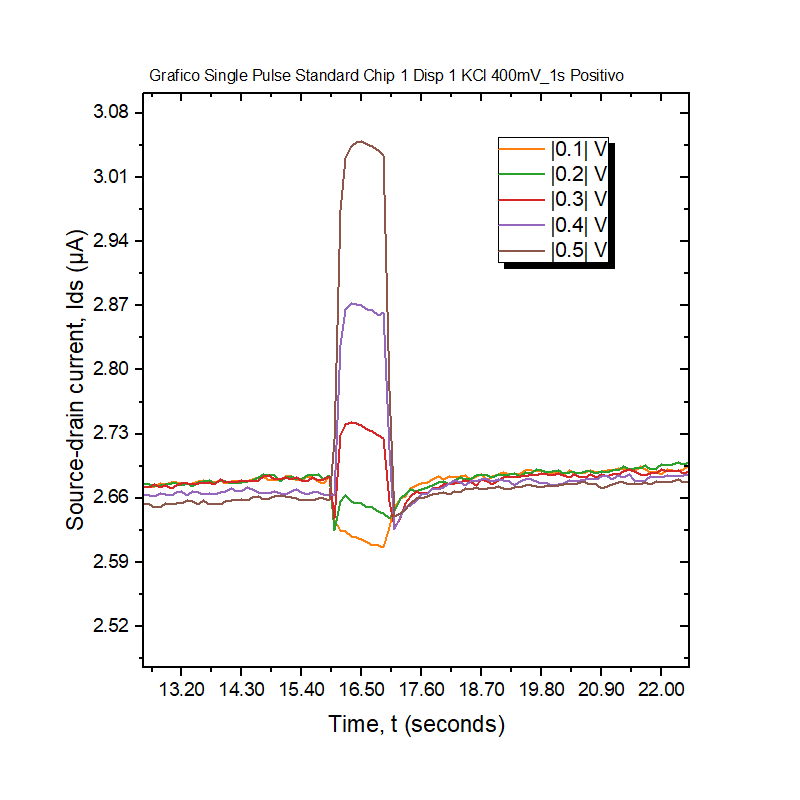 Grafico Single Pulse Standard Chip 1 Disp 1 KCl 400mV_1s Positivo
3.08
3.01
2.94
2.87
2.80
2.73
2.66
2.59
2.52
Source-drain current, Ids (μA)
|0.1| V
|0.2| V
|0.3| V
|0.4| V
|0.5| V
13.20 14.30 15.40 16.50 17.60 18.70 19.80 20.90 22.00
Time, t (seconds)